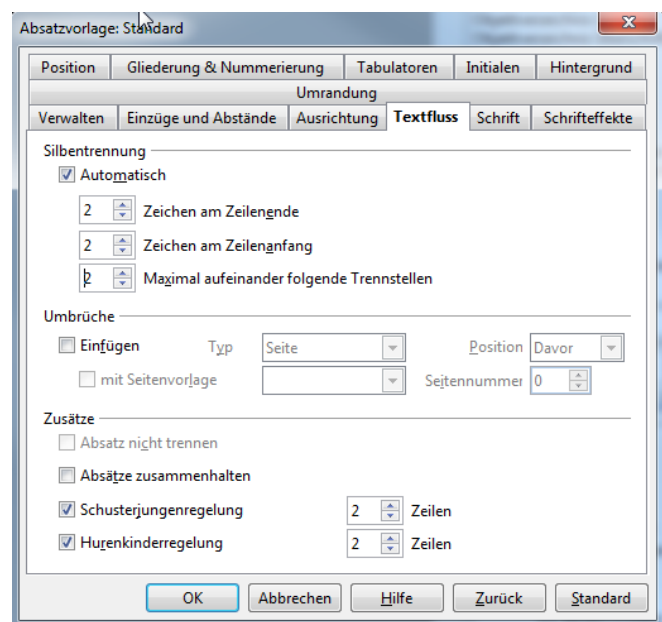 Absatzvorlage: Standard
Position Gliederung & Nummerierung Tabulatoren Initialen Hintergrund
Umrandung
Verwalten Einzüge und Abstände Ausrichtung Textfluss Schrift Schrifteffekte
Silbentrennung
Automatisch
2 Zeichen am Zeilenende
2 Zeichen am Zeilenanfang
2 Maximal aufeinander folgende Trennstellen
Umbrüche
Einfügen Typ Seite Position Davor
mit Seitenvorlage Seitennummer 0
Zusätze
Absatz nicht trennen
Absätze zusammenhalten
Schusterjungenregelung 2 Zeilen
Hurenkinderregelung 2 Zeilen
OK Abbrechen Hilfe Zurück Standard